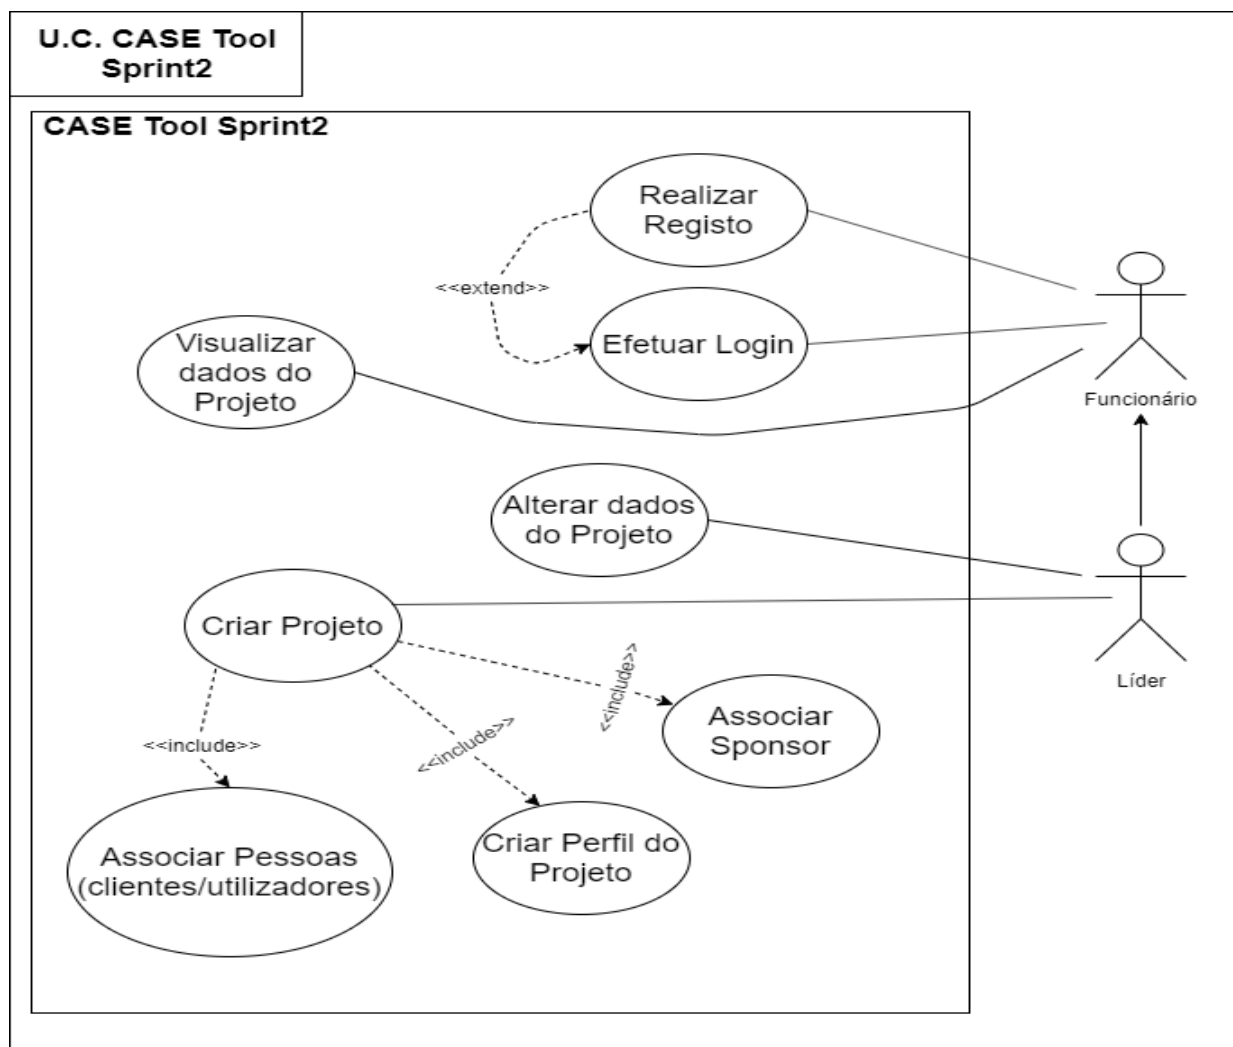 U.C. CASE Tool
Sprint2
CASE Tool Sprint2
Realizar
Registo
<<extend>>
Efetuar Login
Visualizar
dados do
Projeto
Funcionário
Alterar dados
do Projeto
Criar Projeto
Líder
<<include>>
Associar
Sponsor
<<include>>
<<include>>
Criar Perfil do
Projeto
Associar Pessoas
(clientes/utilizadores)